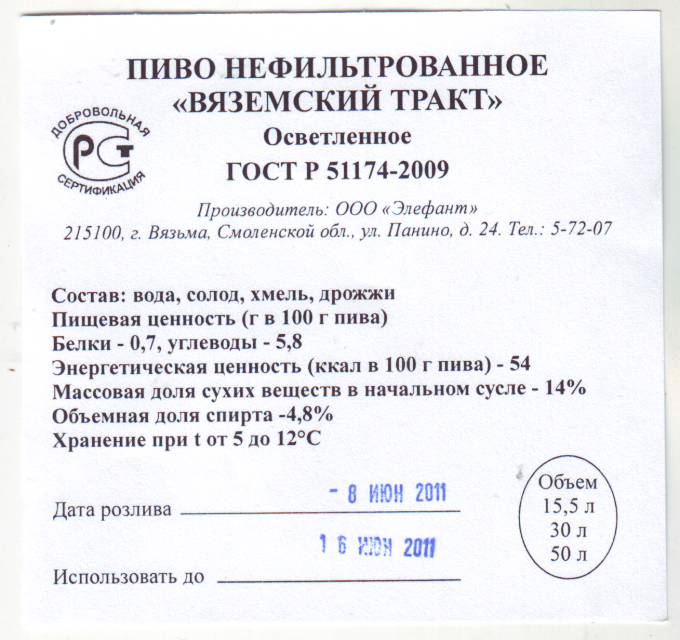 ПИВО НЕФИЛЬТРОВАННОЕ
«ВЯЗЕМСКИЙ ТРАКТ»
Осветленное
ГОСТ Р 51174-2009
ДОБРОВОЛЬНАЯ
РСТ
СЕРТИФИКАЦИЯ
Производитель: ООО «Элефант»
215100, г. Вязьма, Смоленской обл., ул. Панино, д. 24. Тел.: 5-72-07
Состав: вода, солод, хмель, дрожжи
Пищевая ценность (г в 100 г пива)
Белки - 0,7, углеводы - 5,8
Энергетическая ценность (ккал в 100 г пива) - 54
Массовая доля сухих веществ в начальном сусле - 14%
Объемная доля спирта -4,8%
Хранение при t от 5 до 12°С
Дата розлива - 8 ИЮН 2011
Использовать до 16 ИЮН 2011
Объем
15,5 л
30 л
50 л